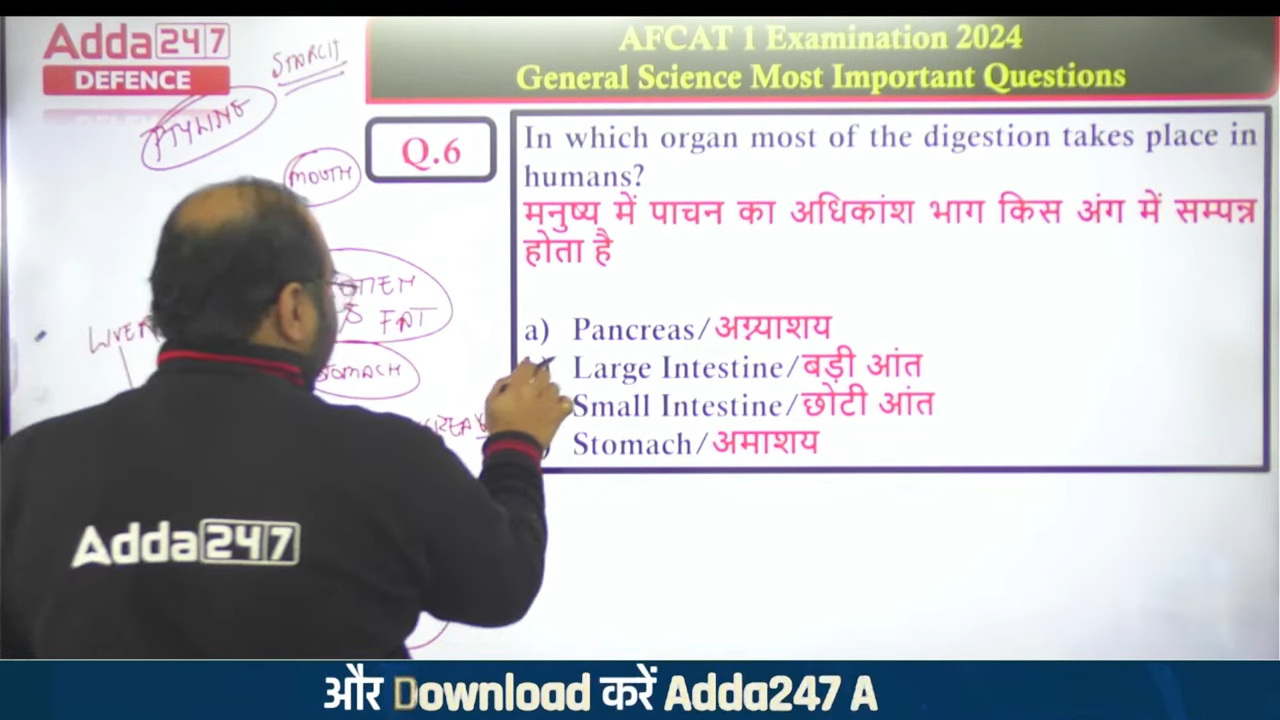 Adda247
DEFENCE
STARCH
PTYLING
MOUTH
FAT
AFCAT 1 Examination 2024
General Science Most Important Questions
Q.6
In which organ most of the digestion takes place in
humans?
मनुष्य में पाचन का अधिकांश भाग किस अंग में सम्पन्न
होता है
a) Pancreas/अग्न्याशय
Large Intestine/बड़ी आंत
Small Intestine/छोटी आंत
Stomach/अमाशय
Adda247
और Download करें Adda247 A